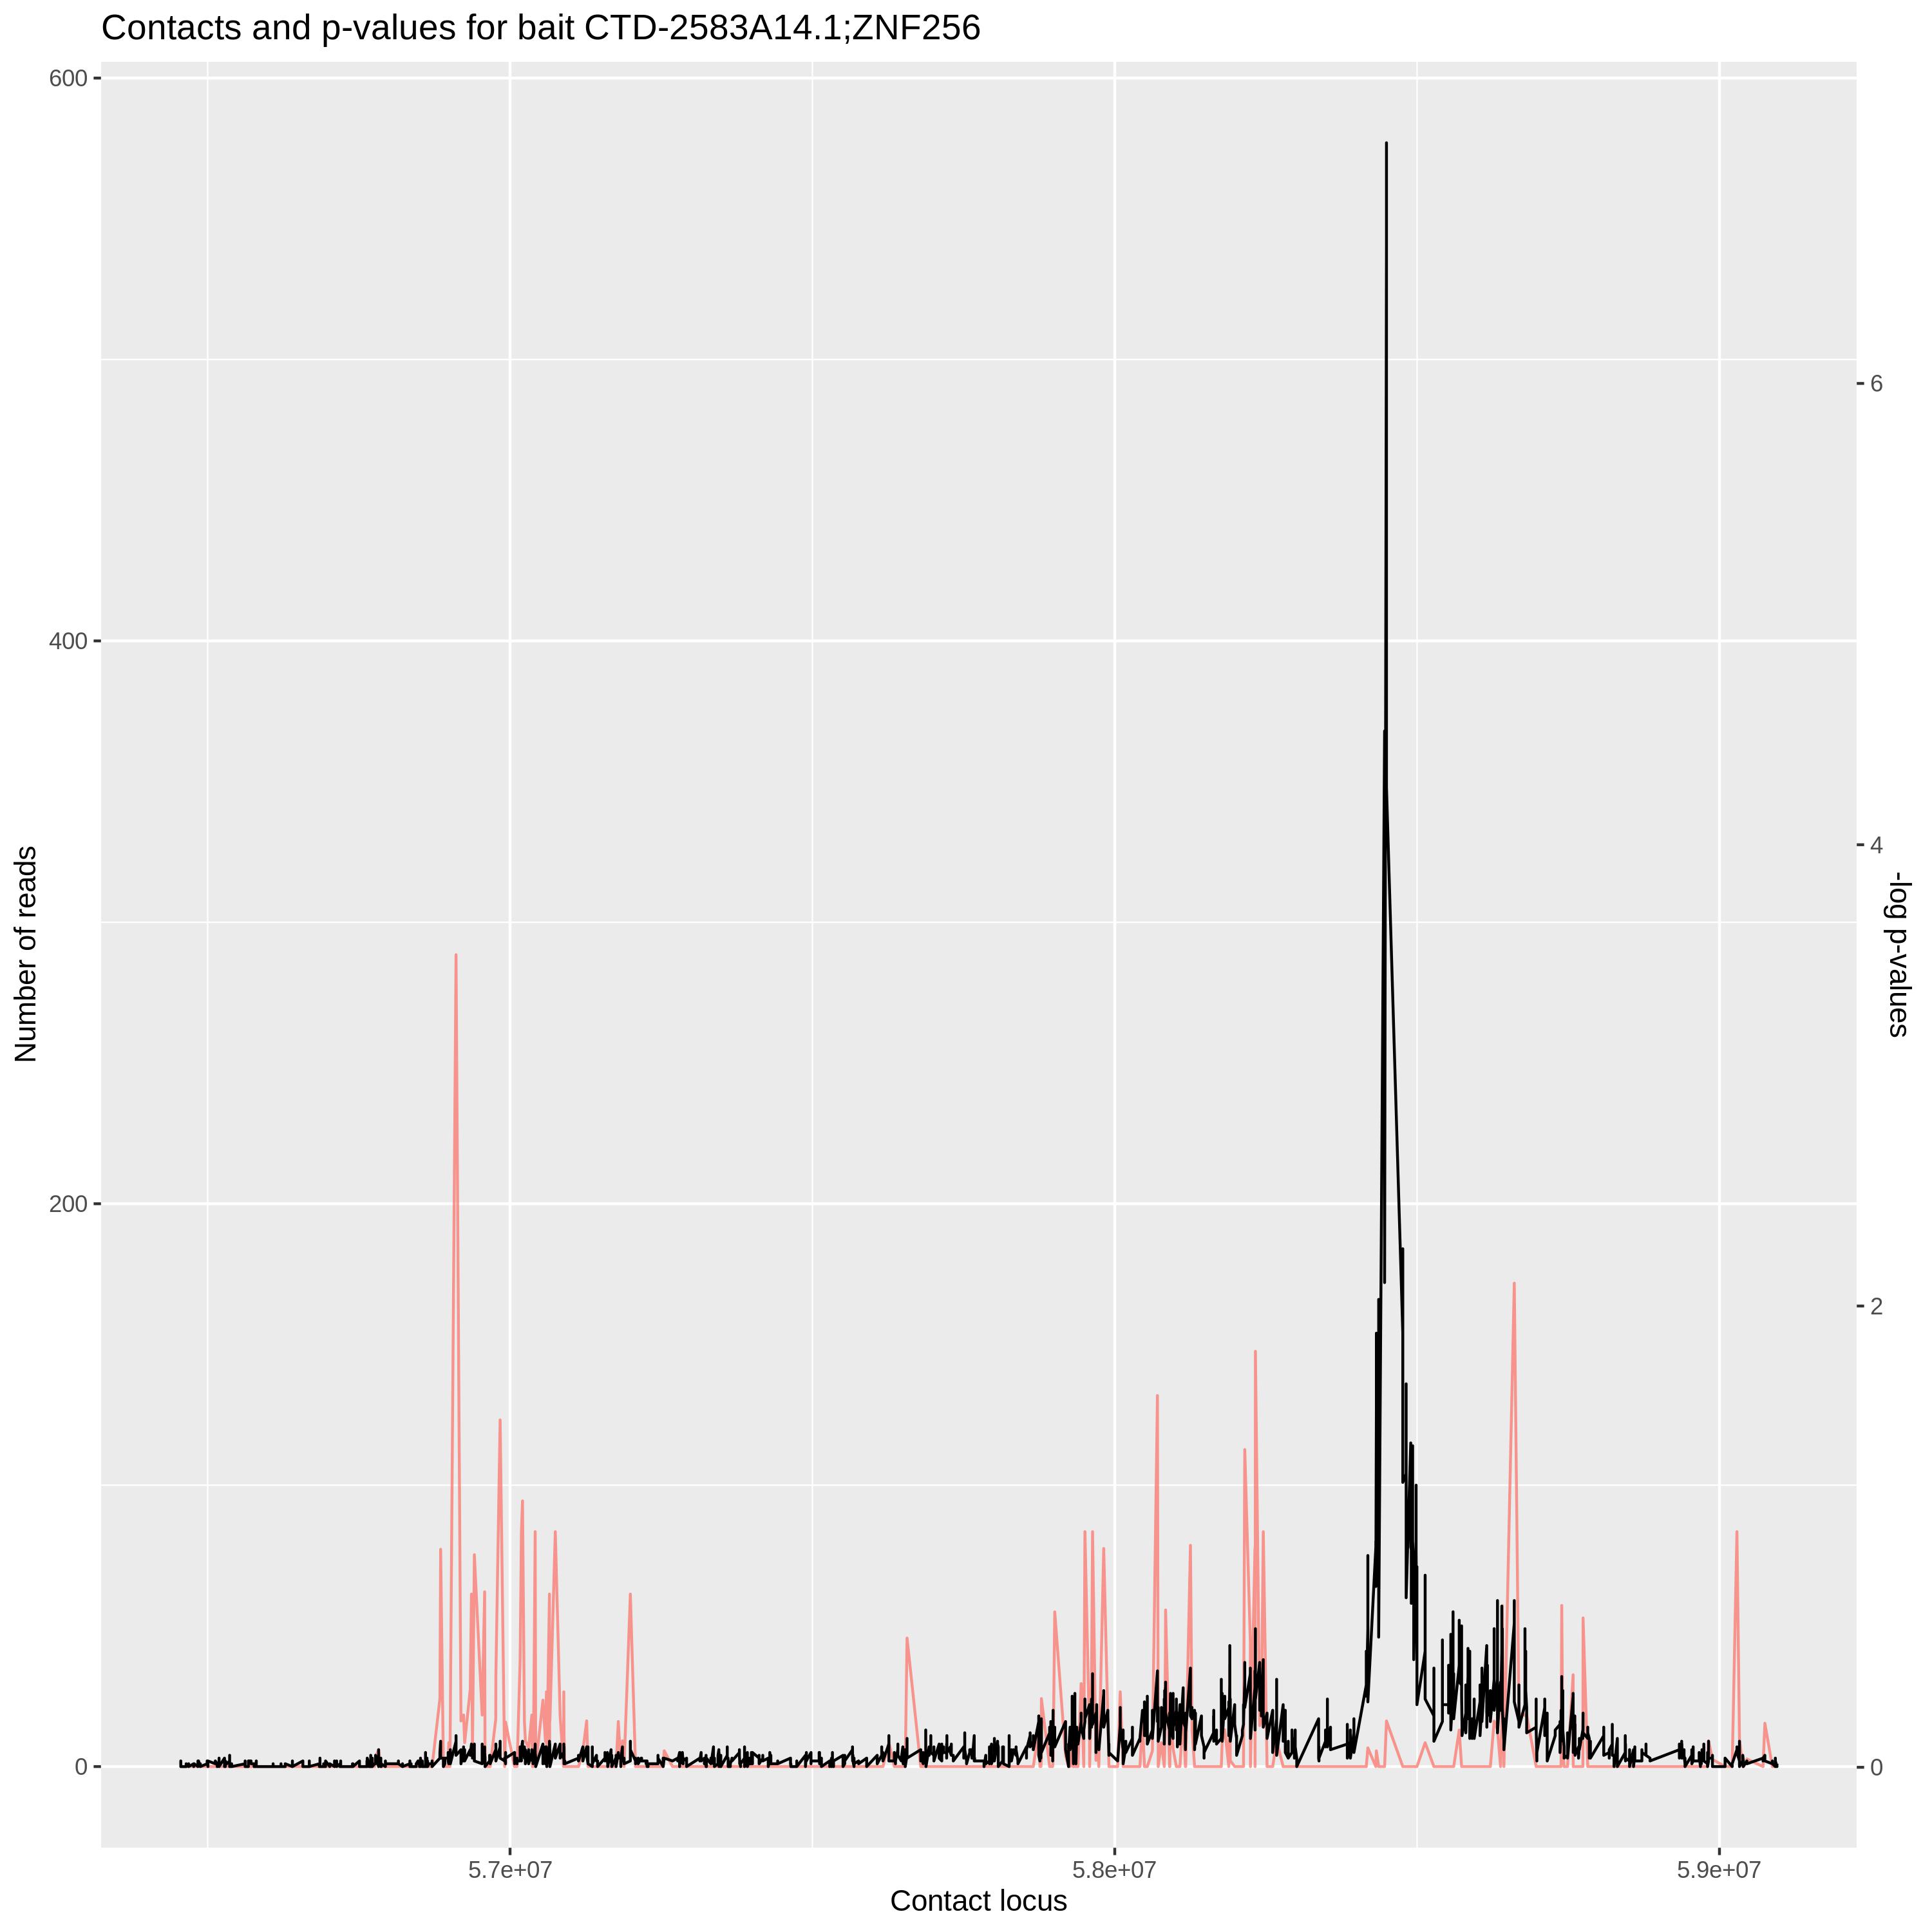 Contacts and p-values for bait CTD-2583A14.1;ZNF256
600
400
200
0
Number of reads
6
4
2
0
-log p-values
5.7e+07
5.8e+07
5.9e+07
Contact locus